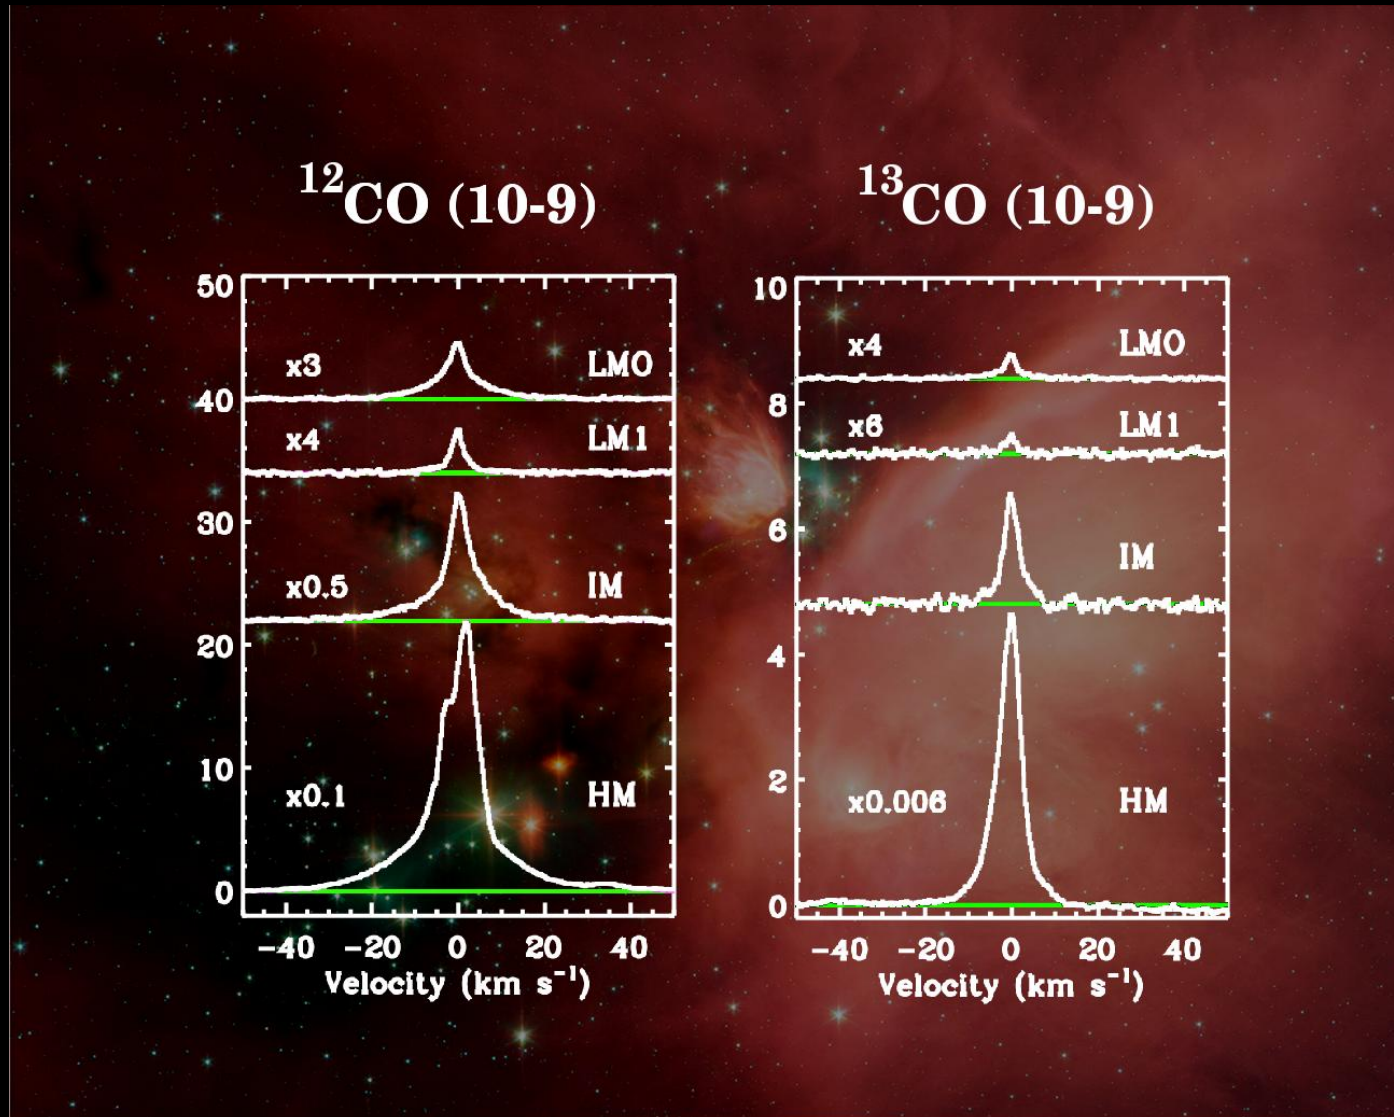 ¹²CO (10-9)
50
40
30
20
10
0
x3 LM0
x4 LM1
x0.5 IM
x0.1 HM
−40 −20 0 20 40
Velocity (km s⁻¹)
¹³CO (10-9)
10
8
6
4
2
0
x4 LM0
x6 LM1
IM
x0.006 HM
−40 −20 0 20 40
Velocity (km s⁻¹)